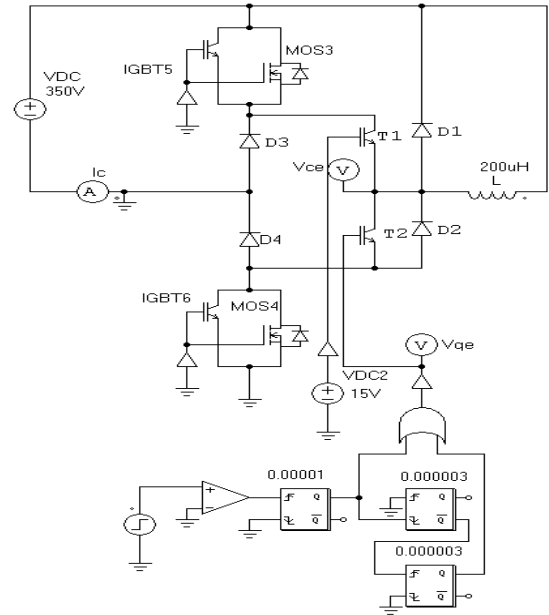 MOS3
IGBT5
VDC
350V
D3
T1
D1
Vce
V
200uH
L
Ic
A
D4
T2
D2
IGBT6
MOS4
V
Vqe
VDC2
15V
0.00001
0.000003
Q
Q
Q
Q
0.000003
Q
Q